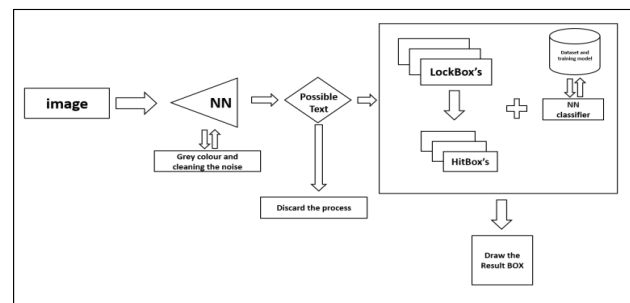 image
NN
Grey colour and
cleaning the noise
Possible
Text
Discard the process
LockBox's
HitBox's
Dataset and
training model
NN
classifier
Draw the
Result BOX